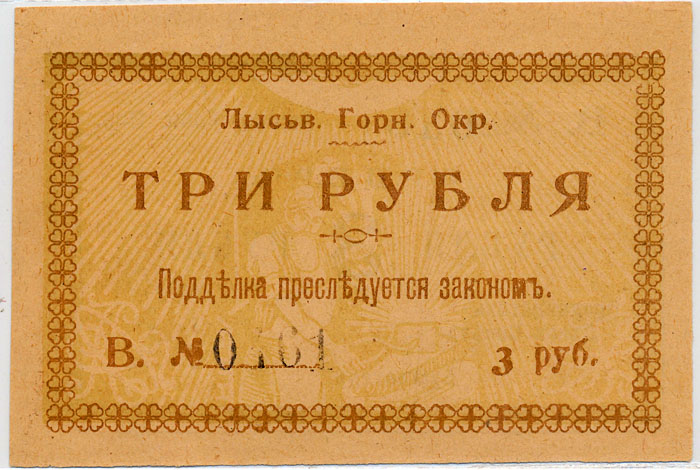 Лысьв. Горн. Окр.
ТРИ РУБЛЯ
Поддѣлка преслѣдуется закономъ.
В. №
3 руб.